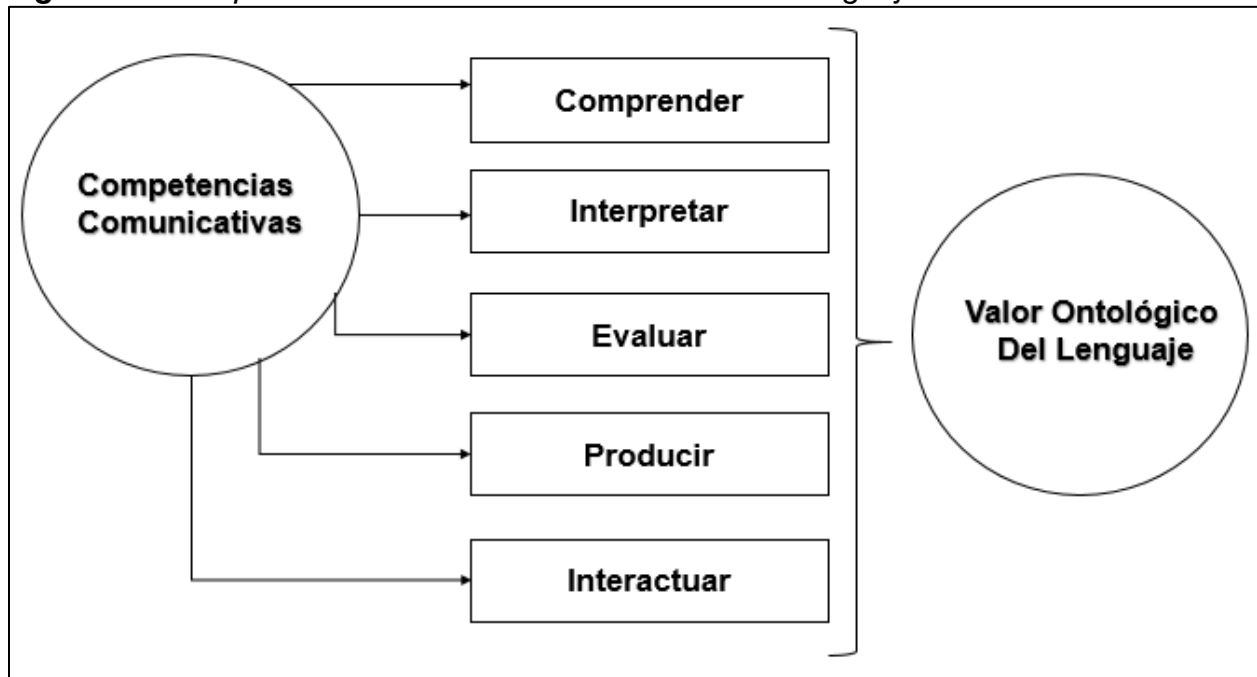 Competencias
Comunicativas
Comprender
Interpretar
Evaluar
Producir
Interactuar
Valor Ontológico
Del Lenguaje